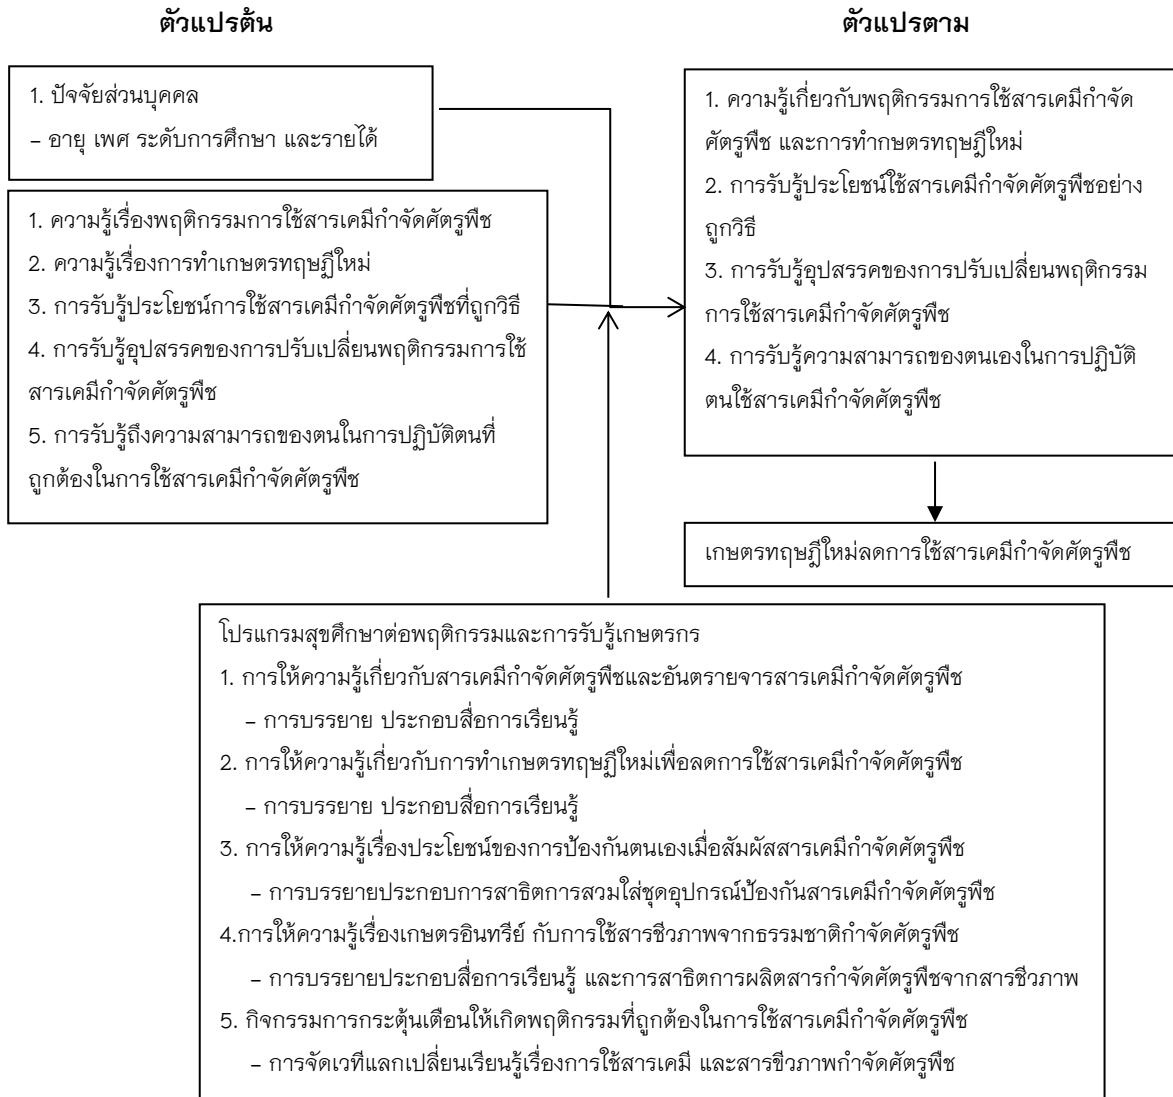 ตัวแปรต้น
ตัวแปรตาม
1. ปัจจัยส่วนบุคคล
– อายุ เพศ ระดับการศึกษา และรายได้
1. ความรู้เรื่องพฤติกรรมการใช้สารเคมีกำจัดศัตรูพืช
2. ความรู้เรื่องการทำเกษตรทฤษฎีใหม่
3. การรับรู้ประโยชน์การใช้สารเคมีกำจัดศัตรูพืชที่ถูกวิธี
4. การรับรู้อุปสรรคของการปรับเปลี่ยนพฤติกรรมการใช้
สารเคมีกำจัดศัตรูพืช
5. การรับรู้ถึงความสามารถของตนในการปฏิบัติตนที่
ถูกต้องในการใช้สารเคมีกำจัดศัตรูพืช
1. ความรู้เกี่ยวกับพฤติกรรมการใช้สารเคมีกำจัด
ศัตรูพืช และการทำกษตรทฤษฎีใหม่
2. การรับรู้ประโยชน์ใช้สารเคมีกำจัดศัตรูพืชอย่าง
ถูกวิธี
3. การรับรู้อุปสรรคของการปรับเปลี่ยนพฤติกรรม
การใช้สารเคมีกำจัดศัตรูพืช
4. การรับรู้ความสามารถของตนเองในการปฏิบัติ
ตนใช้สารเคมีกำจัดศัตรูพืช
เกษตรทฤษฎีใหม่ลดการใช้สารเคมีกำจัดศัตรูพืช
โปรแกรมสุขศึกษาต่อพฤติกรรมและการรับรู้เกษตรกร
1. การให้ความรู้เกี่ยวกับสารเคมีกำจัดศัตรูพืชและอันตรายจารสารเคมีกำจัดศัตรูพืช
– การบรรยาย ประกอบสื่อการเรียนรู้
2. การให้ความรู้เกี่ยวกับการทำเกษตรทฤษฎีใหม่เพื่อลดการใช้สารเคมีกำจัดศัตรูพืช
– การบรรยาย ประกอบสื่อการเรียนรู้
3. การให้ความรู้เรื่องประโยชน์ของการป้องกันตนเองเมื่อสัมผัสสารเคมีกำจัดศัตรูพืช
– การบรรยายประกอบการสาธิตการสวมใส่ชุดอุปกรณ์ป้องกันสารเคมีกำจัดศัตรูพืช
4.การให้ความรู้เรื่องเกษตรอินทรีย์ กับการใช้สารชีวภาพจากธรรมชาติกำจัดศัตรูพืช
– การบรรยายประกอบสื่อการเรียนรู้ และการสาธิตการผลิตสารกำจัดศัตรูพืชจากสารชีวภาพ
5. กิจกรรมการกระตุ้นเตือนให้เกิดพฤติกรรมที่ถูกต้องในการใช้สารเคมีกำจัดศัตรูพืช
– การจัดเวทีแลกเปลี่ยนเรียนรู้เรื่องการใช้สารเคมี และสารชีวภาพกำจัดศัตรูพืช